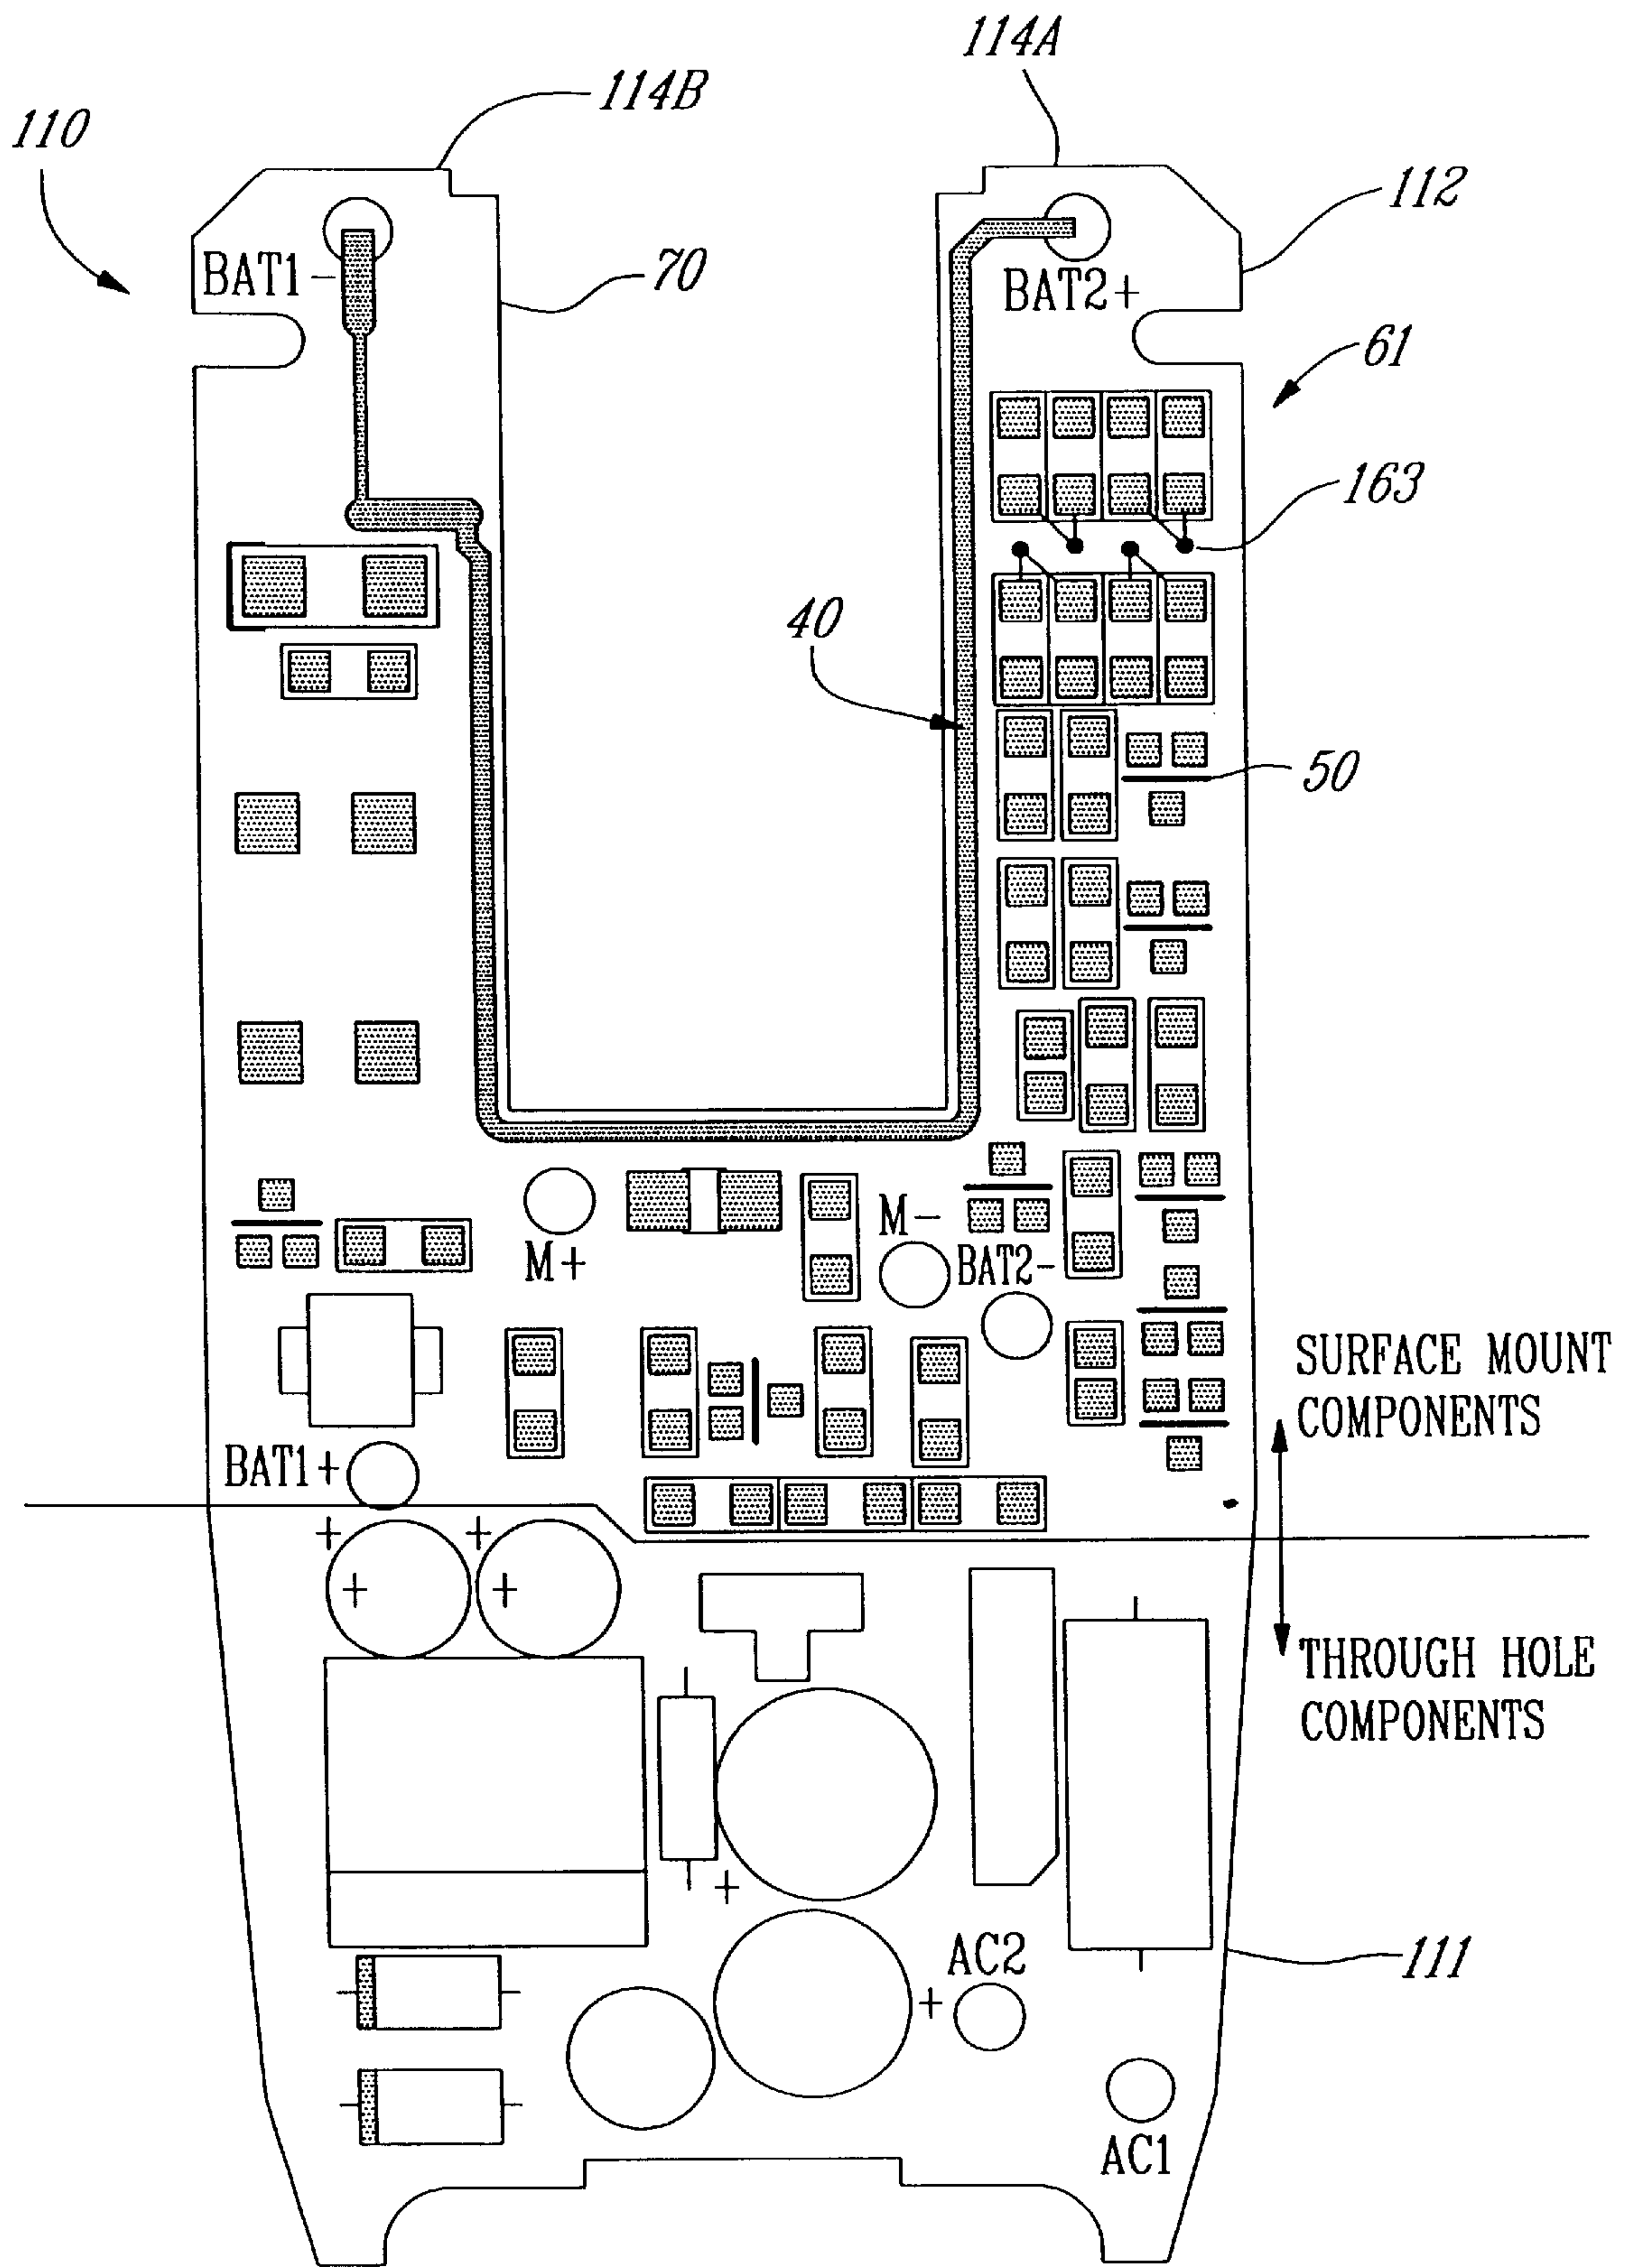 114A
114B
110
112
70
BAT1-
BAT2+
61
163
40
50
M-
M+
BAT2-
SURFACE MOUNT
COMPONENTS
BAT1+
+ +
+ +
THROUGH HOLE
COMPONENTS
+
AC2
111
+
AC1